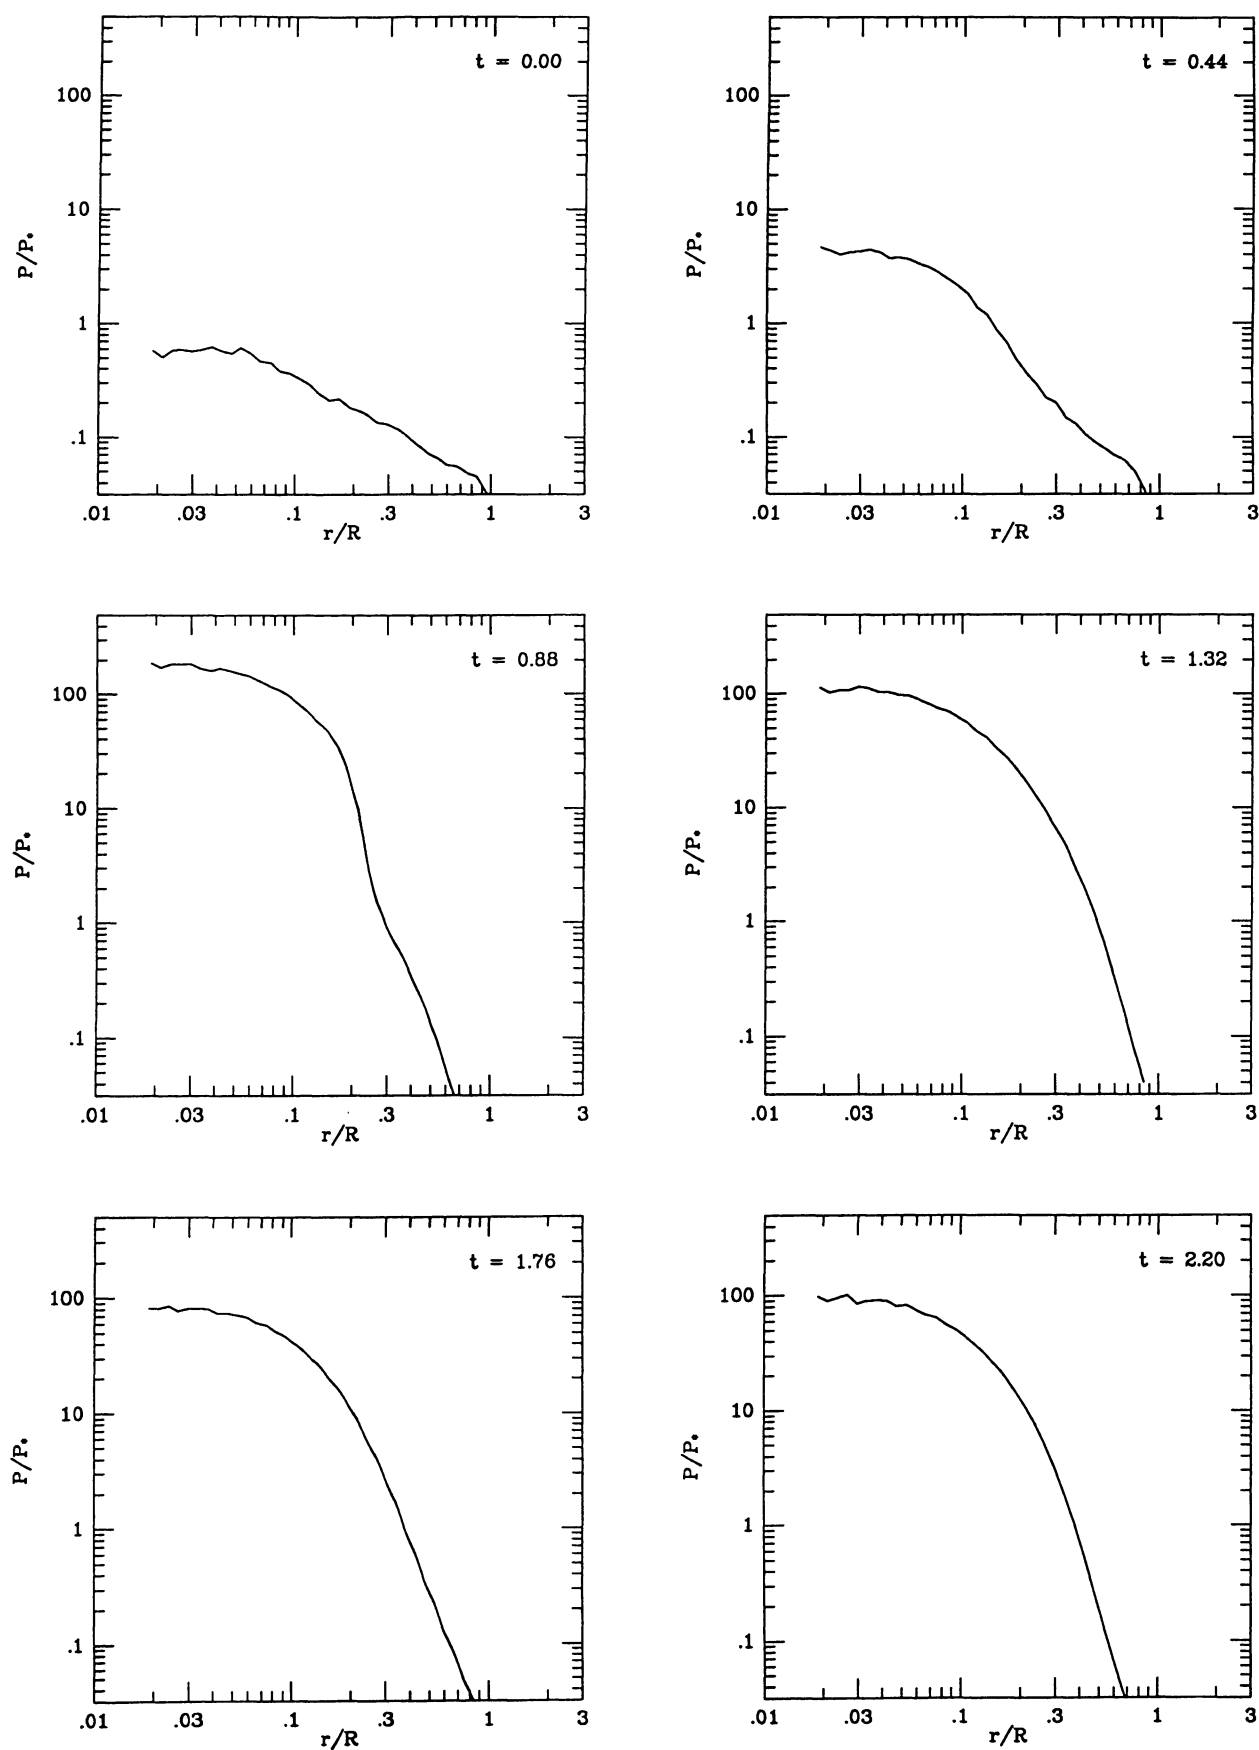 t = 0.00
100
10
1
.1
P/P*
.01 .03 .1 .3 1 3
r/R
t = 0.44
100
10
1
.1
P/P*
.01 .03 .1 .3 1 3
r/R
t = 0.88
100
10
1
.1
P/P*
.01 .03 .1 .3 1 3
r/R
t = 1.32
100
10
1
.1
P/P*
.01 .03 .1 .3 1 3
r/R
t = 1.76
100
10
1
.1
P/P*
.01 .03 .1 .3 1 3
r/R
t = 2.20
100
10
1
.1
P/P*
.01 .03 .1 .3 1 3
r/R